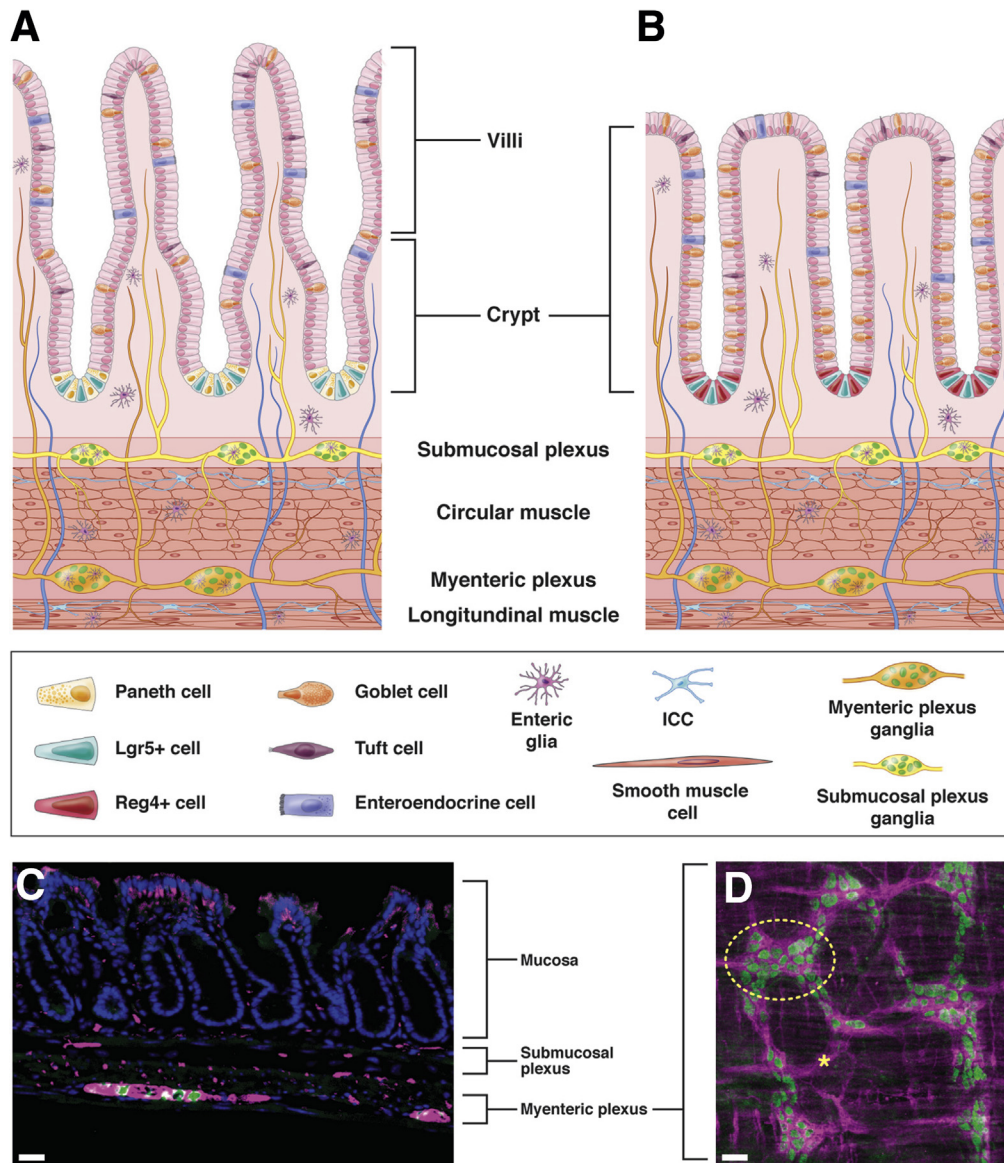 A
B
Villi
Crypt
Submucosal plexus
Circular muscle
Myenteric plexus
Longitundinal muscle
Paneth cell
Lgr5+ cell
Reg4+ cell
Goblet cell
Tuft cell
Enteroendocrine cell
Enteric
glia
ICC
Smooth muscle
cell
Myenteric plexus
ganglia
Submucosal plexus
ganglia
C
D
*
Mucosa
Submucosal
plexus
Myenteric plexus